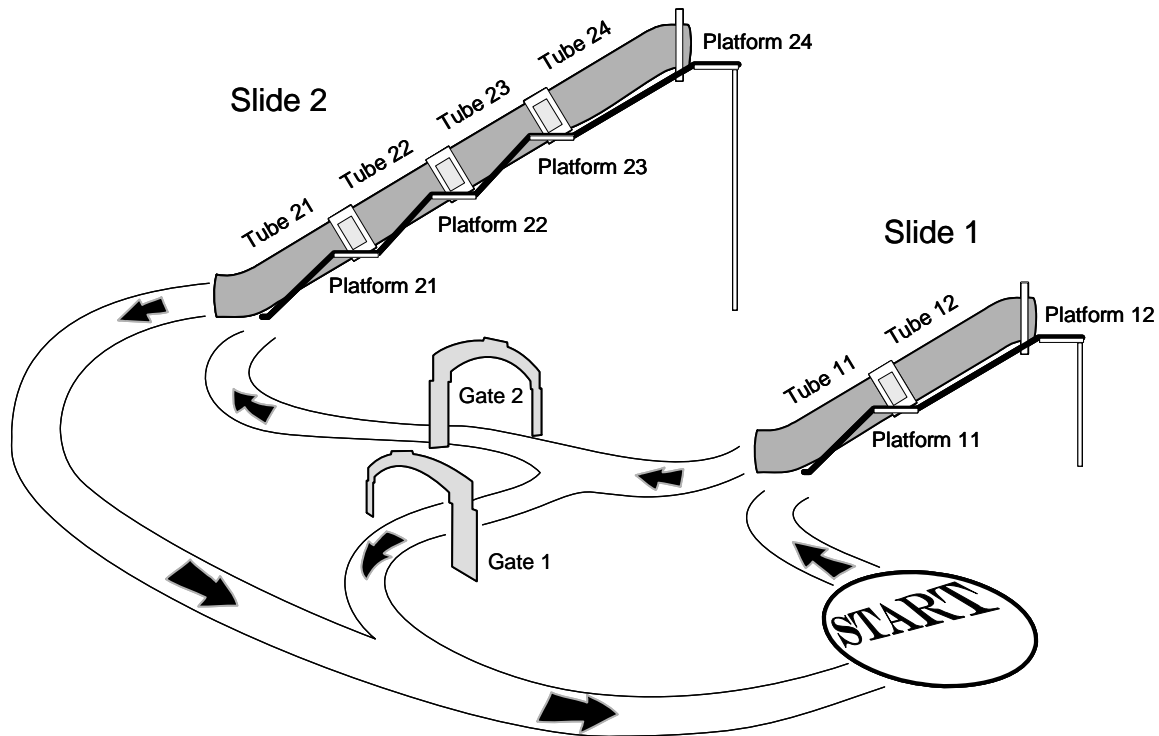 Tube 24
Platform 24
Slide 2
Tube 23
Platform 23
Tube 22
Platform 22
Tube 21
Platform 21
Slide 1
Tube 12
Platform 12
Tube 11
Platform 11
Gate 2
Gate 1
START